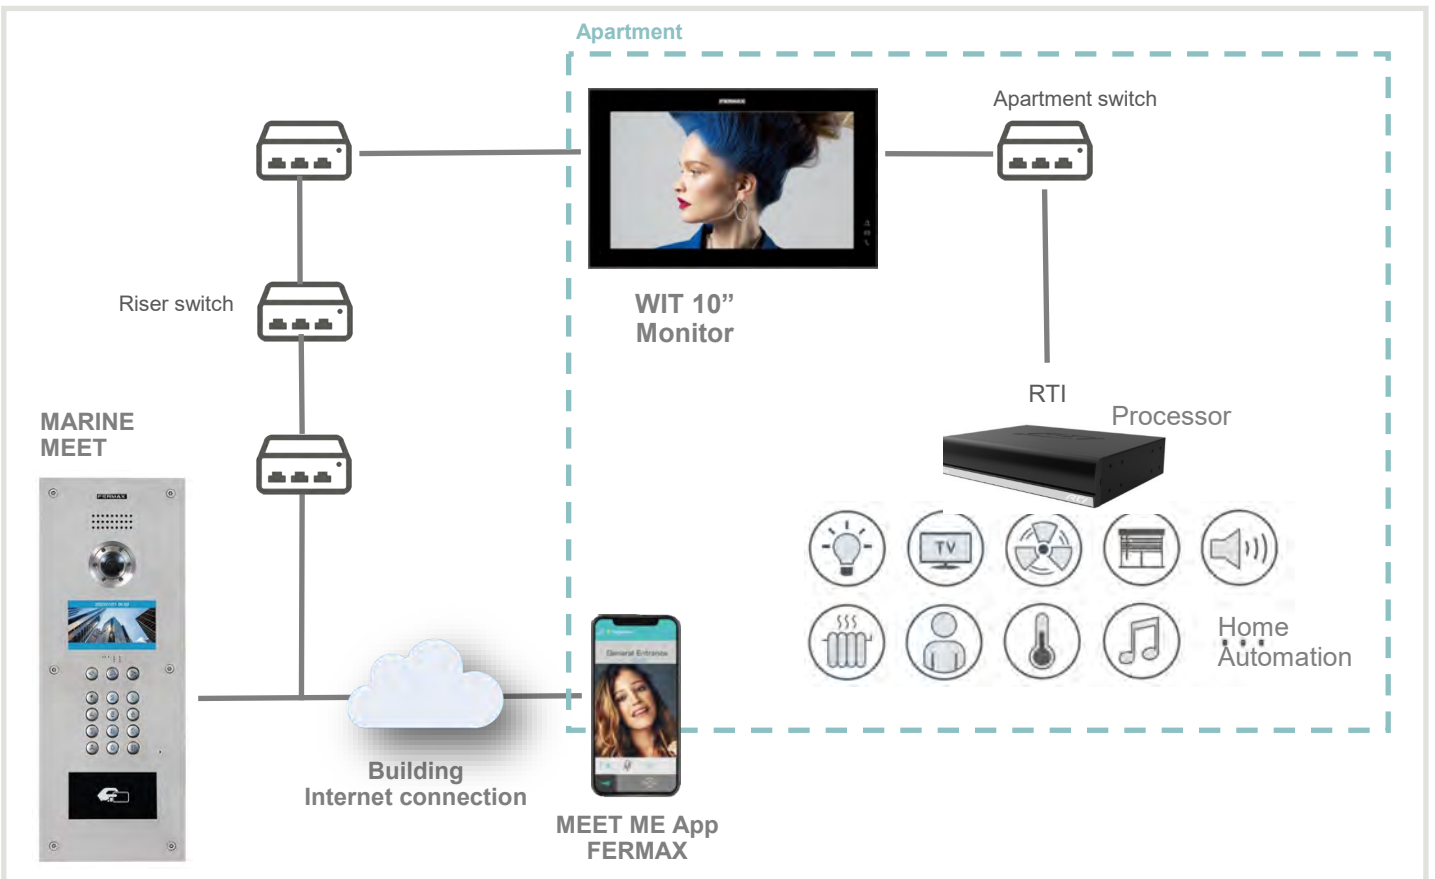 Apartment
FERMAX
Apartment switch
WIT 10”
Monitor
Riser switch
RTI
Processor
MARINE
MEET
FERMAX
TV
General Entrance
Home
Automation
Building
Internet connection
MEET ME App
FERMAX